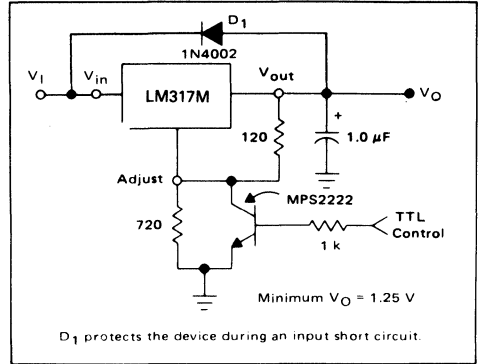 D1
1N4002
VI
Vin
Vout
LM317M
VO
+
120
1.0 µF
Adjust
MPS2222
720
TTL
Control
1 k
Minimum VO = 1.25 V
D1 protects the device during an input short circuit.